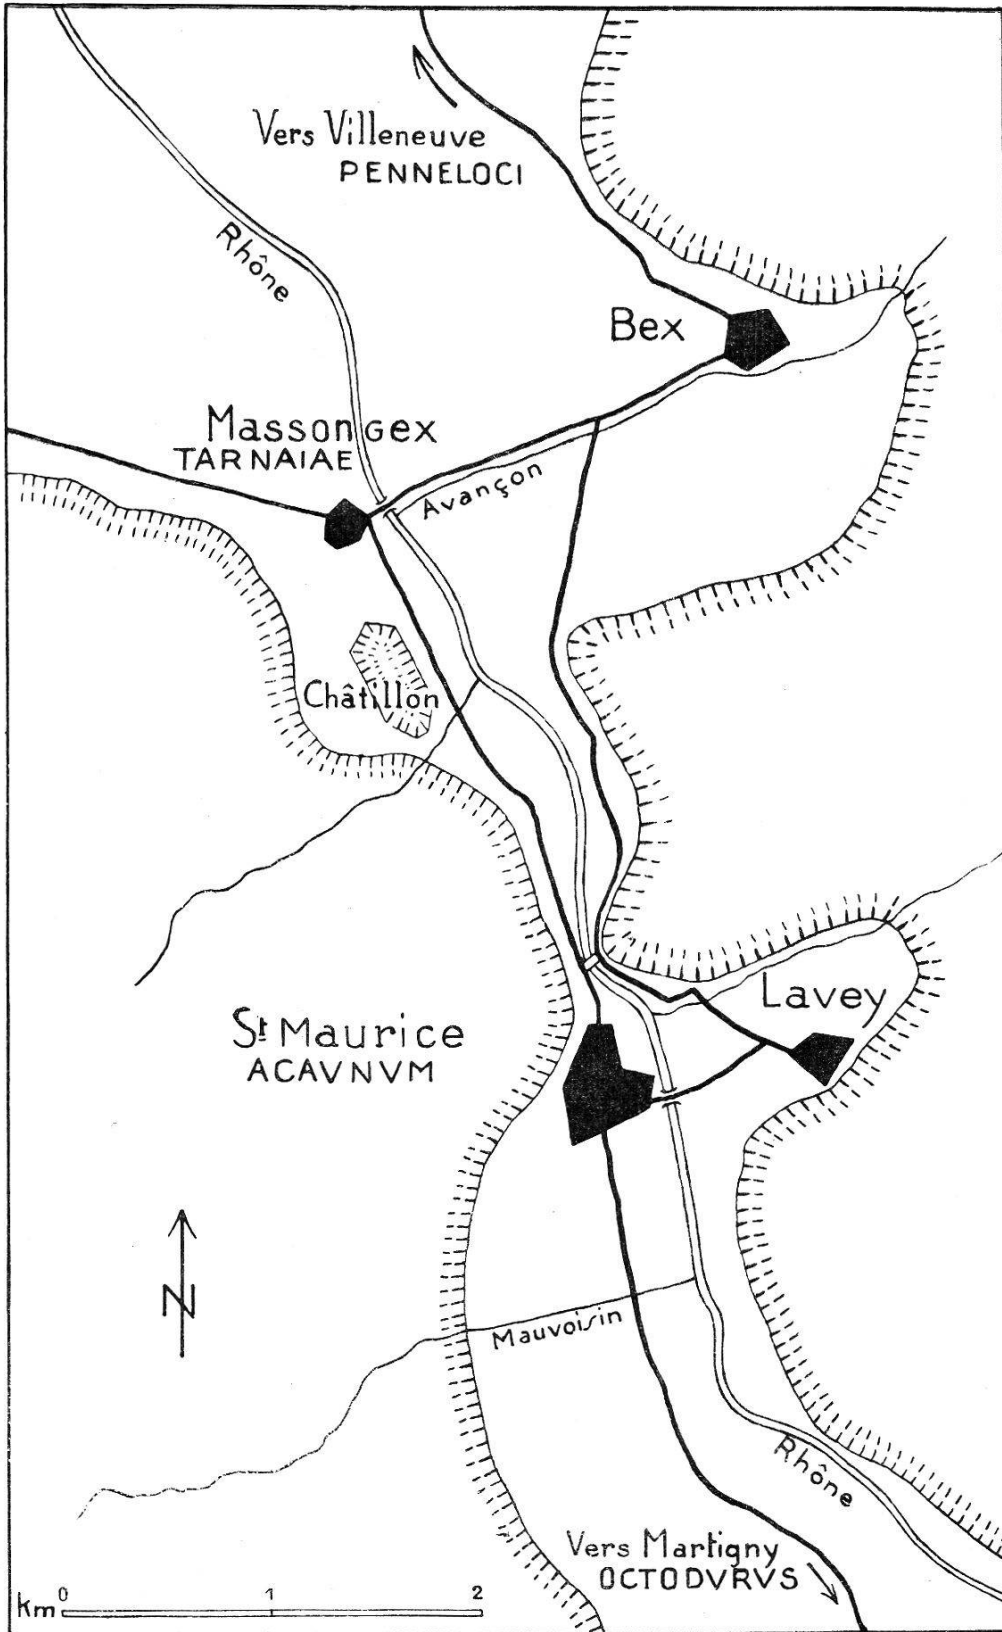 Vers Villeneuve
PENNELOCI
Rhône
Bex
Massongex
TARNAIAE
Avançon
Châtillon
Lavey
St Maurice
ACAVNVM
N
Mauvoisin
Rhône
Vers Martigny
OCTODVRVS
km 0 1 2